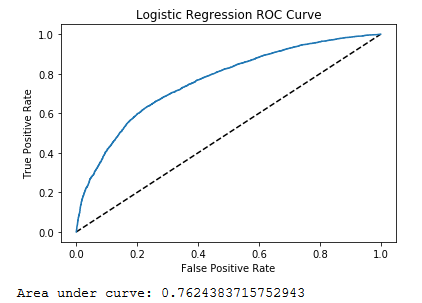 Logistic Regression ROC Curve
True Positive Rate
1.0
0.8
0.6
0.4
0.2
0.0
0.0 0.2 0.4 0.6 0.8 1.0
False Positive Rate
Area under curve: 0.7624383715752943